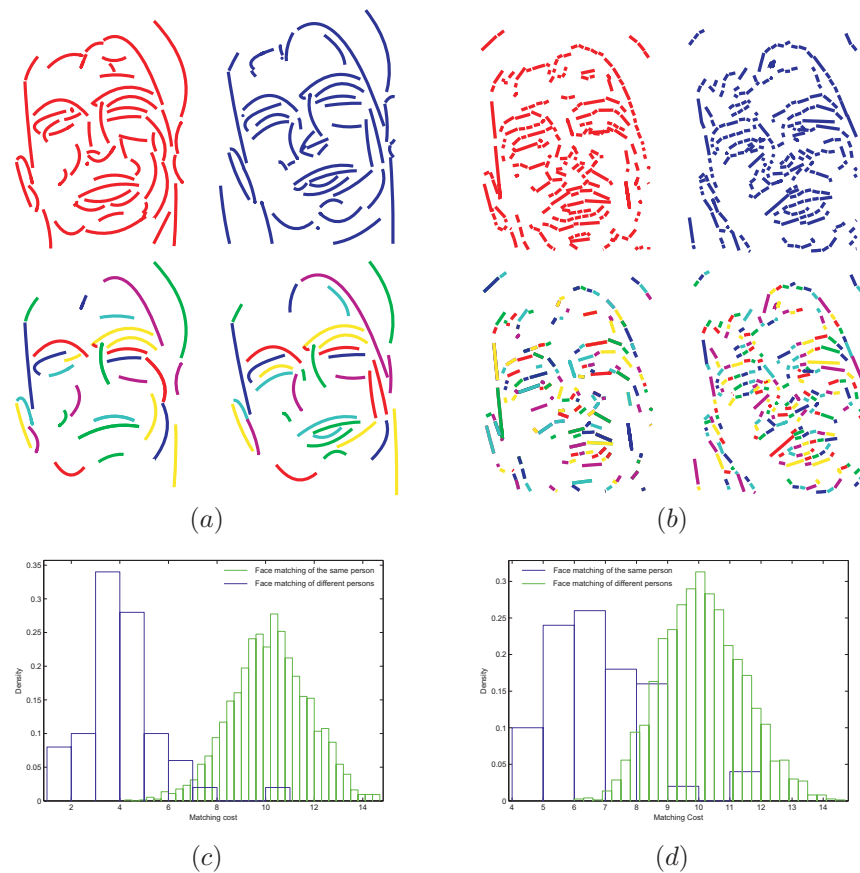 (a)
(b)
0.35
0.3
0.25
0.2
0.15
0.1
0.05
0
Density
Face matching of the same person
Face matching of different persons
2 4 6 8 10 12 14
Matching cost
0.3
0.25
0.2
0.15
0.1
0.05
0
Density
Face matching of the same person
Face matching of different persons
4 5 6 7 8 9 10 11 12 13 14
Matching Cost
(c)
(d)